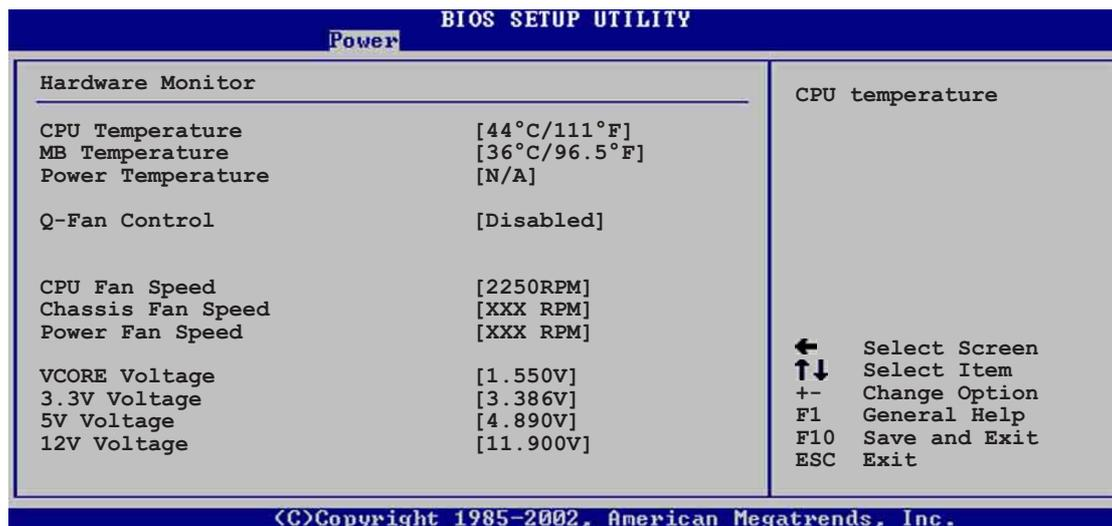 BIOS SETUP UTILITY
Power
Hardware Monitor
CPU Temperature [44°C/111°F]
MB Temperature [36°C/96.5°F]
Power Temperature [N/A]
Q-Fan Control [Disabled]
CPU Fan Speed [2250RPM]
Chassis Fan Speed [XXX RPM]
Power Fan Speed [XXX RPM]
VCORE Voltage [1.550V]
3.3V Voltage [3.386V]
5V Voltage [4.890V]
12V Voltage [11.900V]
CPU temperature
← Select Screen
↑↓ Select Item
+- Change Option
F1 General Help
F10 Save and Exit
ESC Exit
(C)Copyright 1985-2002, American Megatrends, Inc.